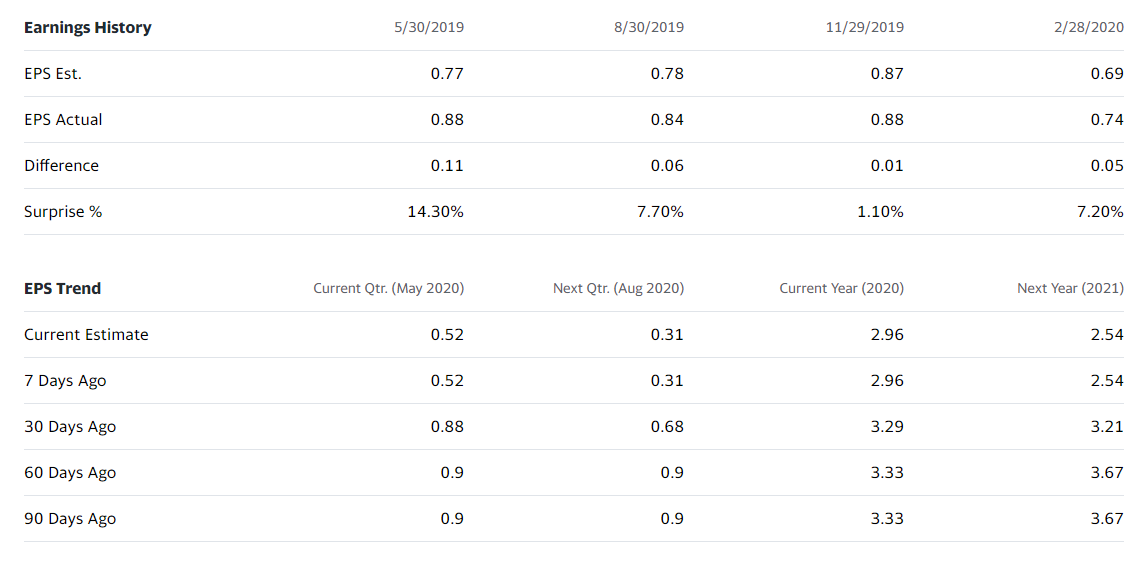 Earnings History 5/30/2019 8/30/2019 11/29/2019 2/28/2020
EPS Est. 0.77 0.78 0.87 0.69
EPS Actual 0.88 0.84 0.88 0.74
Difference 0.11 0.06 0.01 0.05
Surprise % 14.30% 7.70% 1.10% 7.20%
EPS Trend Current Qtr. (May 2020) Next Qtr. (Aug 2020) Current Year (2020) Next Year (2021)
Current Estimate 0.52 0.31 2.96 2.54
7 Days Ago 0.52 0.31 2.96 2.54
30 Days Ago 0.88 0.68 3.29 3.21
60 Days Ago 0.9 0.9 3.33 3.67
90 Days Ago 0.9 0.9 3.33 3.67